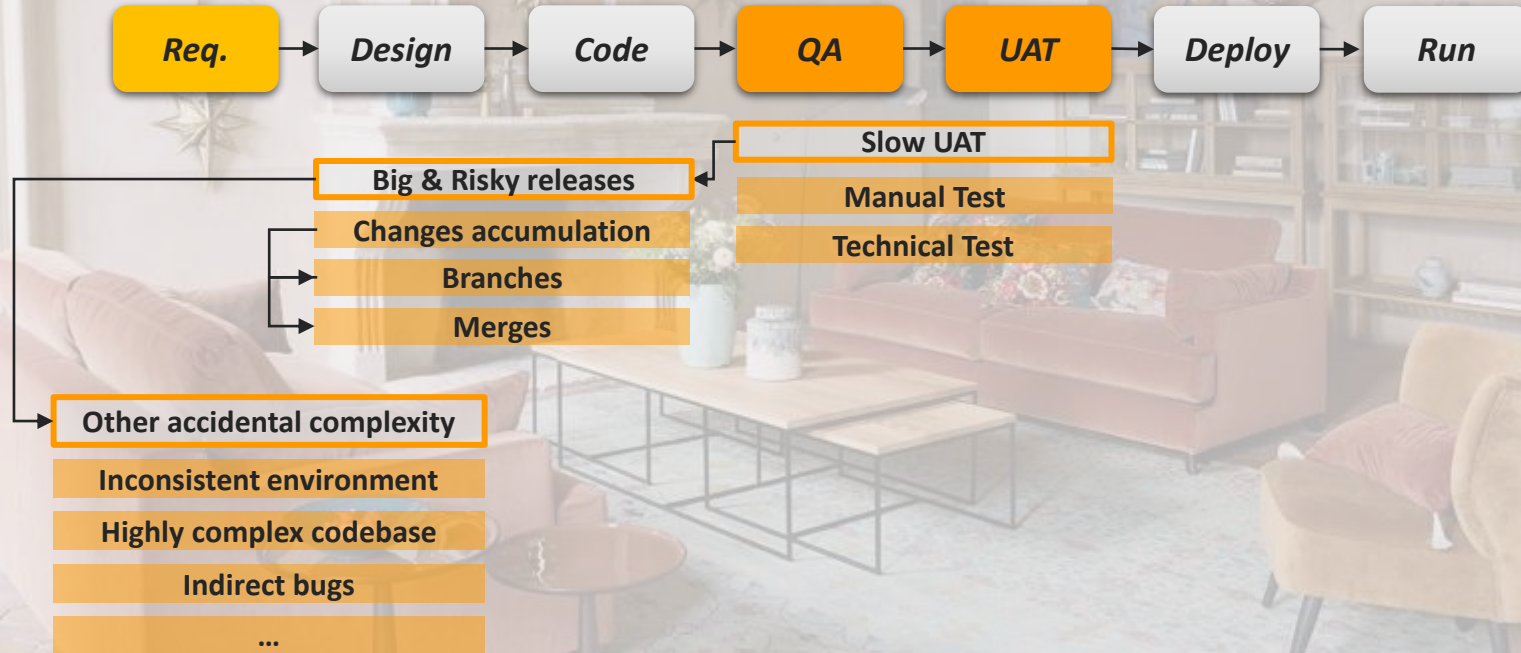 Req.
Design
Code
QA
UAT
Deploy
Run
Slow UAT
Manual Test
Technical Test
Big & Risky releases
Changes accumulation
Branches
Merges
Other accidental complexity
Inconsistent environment
Highly complex codebase
Indirect bugs
...